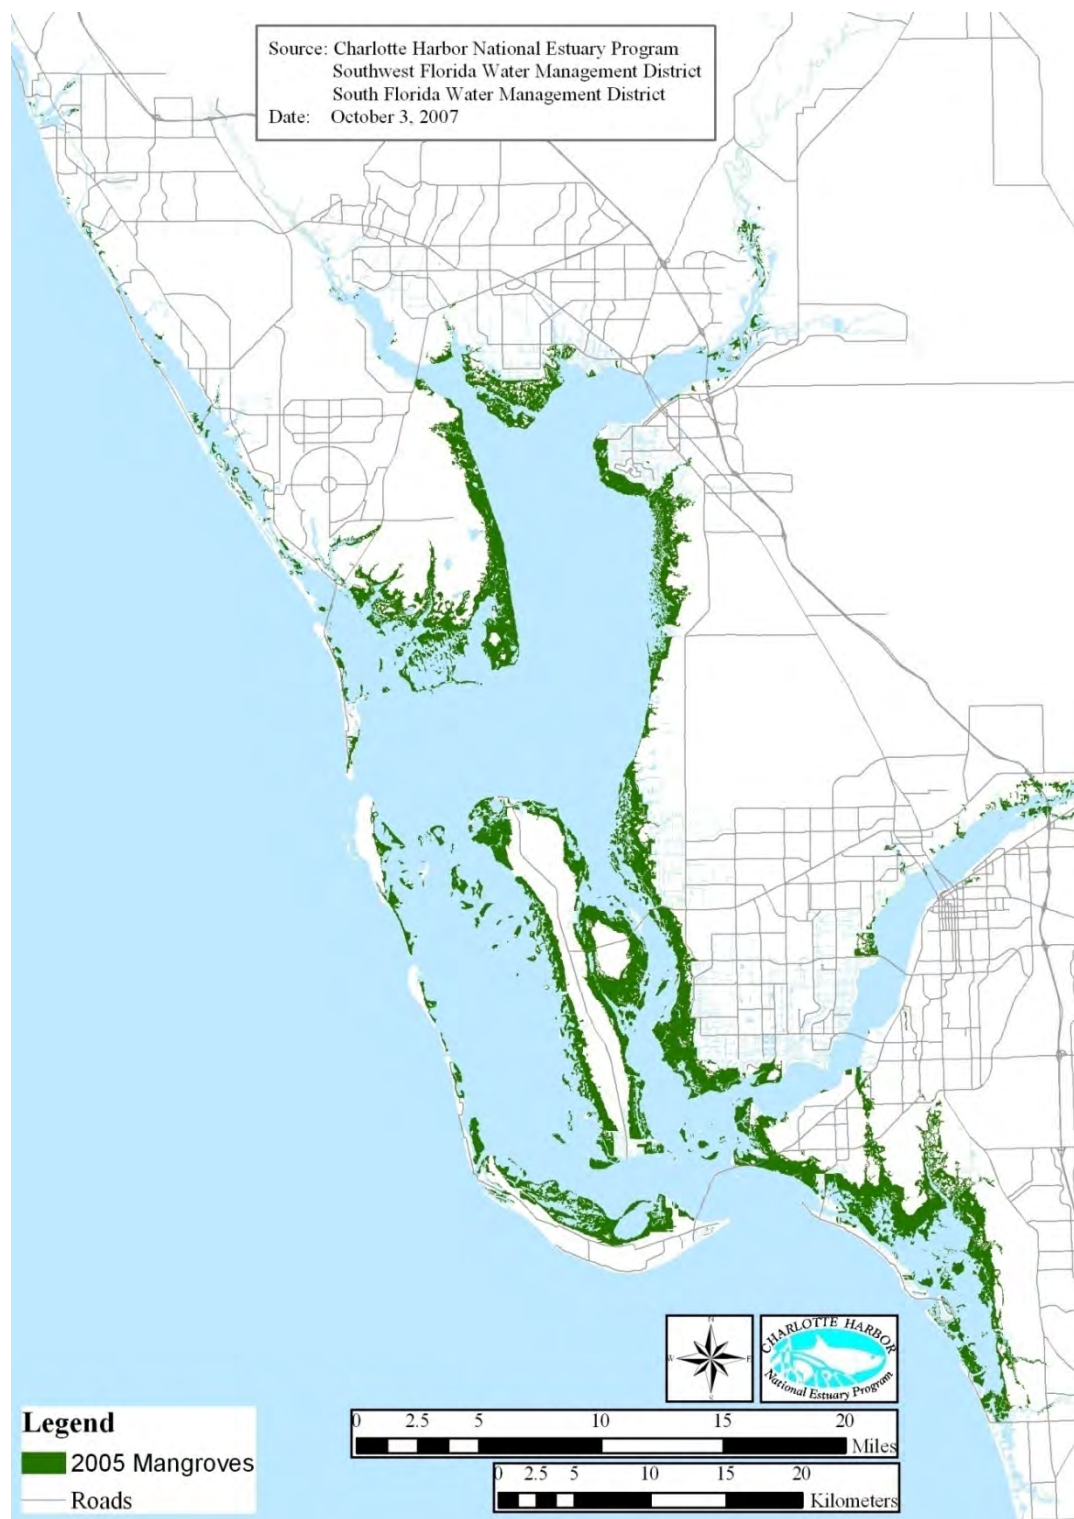 Source: Charlotte Harbor National Estuary Program
Southwest Florida Water Management District
South Florida Water Management District
Date: October 3, 2007
N
W E
S
CHARLOTTE HARBOR
National Estuary Program
Legend
2005 Mangroves
Roads
0 2.5 5 10 15 20
Miles
0 2.5 5 10 15 20
Kilometers